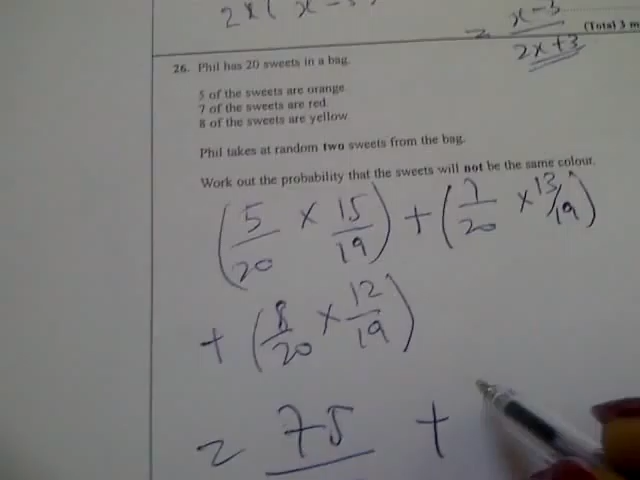 2x(x-3)
= x-3/2x+3
(Total 3 m
26. Phil has 20 sweets in a bag.
5 of the sweets are orange.
7 of the sweets are red.
8 of the sweets are yellow
Phil takes at random two sweets from the bag.
Work out the probability that the sweets will not be the same colour.
(5/20 × 15/19) + (7/20 × 13/19)
+ (8/20 × 12/19)
= 75 +